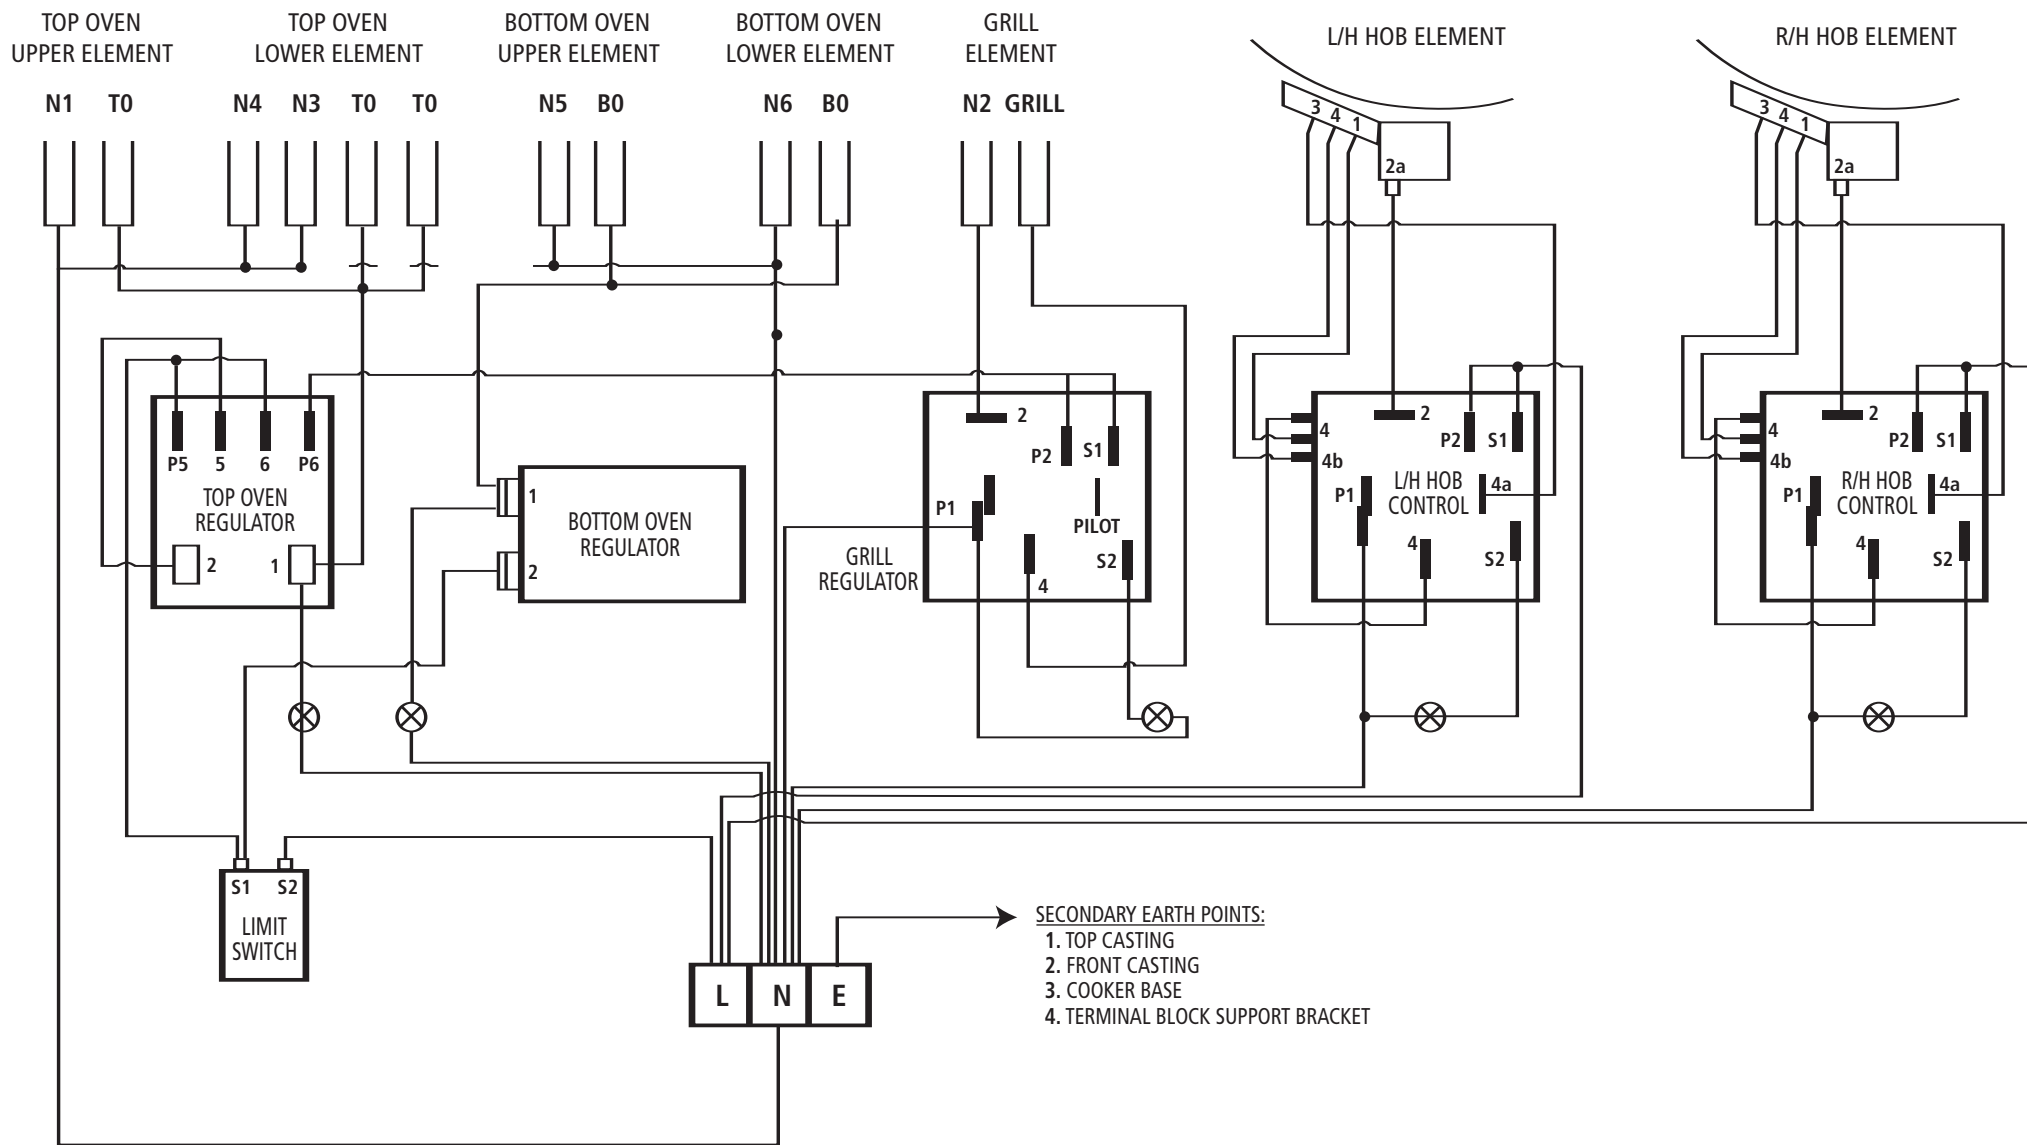 TOP OVEN
UPPER ELEMENT
TOP OVEN
LOWER ELEMENT
BOTTOM OVEN
UPPER ELEMENT
BOTTOM OVEN
LOWER ELEMENT
GRILL
ELEMENT
L/H HOB ELEMENT
R/H HOB ELEMENT
N1 T0
N4 N3 T0 T0
N5 B0
N6 B0
N2 GRILL
3 4 1
2a
3 4 1
2a
P5 5 6 P6
TOP OVEN
REGULATOR
2 1
1
BOTTOM OVEN
REGULATOR
2
2
P2 S1
P1
PILOT
S2
4
GRILL
REGULATOR
2
4
P2 S1
4b
P1
L/H HOB
CONTROL
4a
4
S2
2
4
P2 S1
4b
P1
R/H HOB
CONTROL
4a
4
S2
S1 S2
LIMIT
SWITCH
L N E
SECONDARY EARTH POINTS:
1. TOP CASTING
2. FRONT CASTING
3. COOKER BASE
4. TERMINAL BLOCK SUPPORT BRACKET